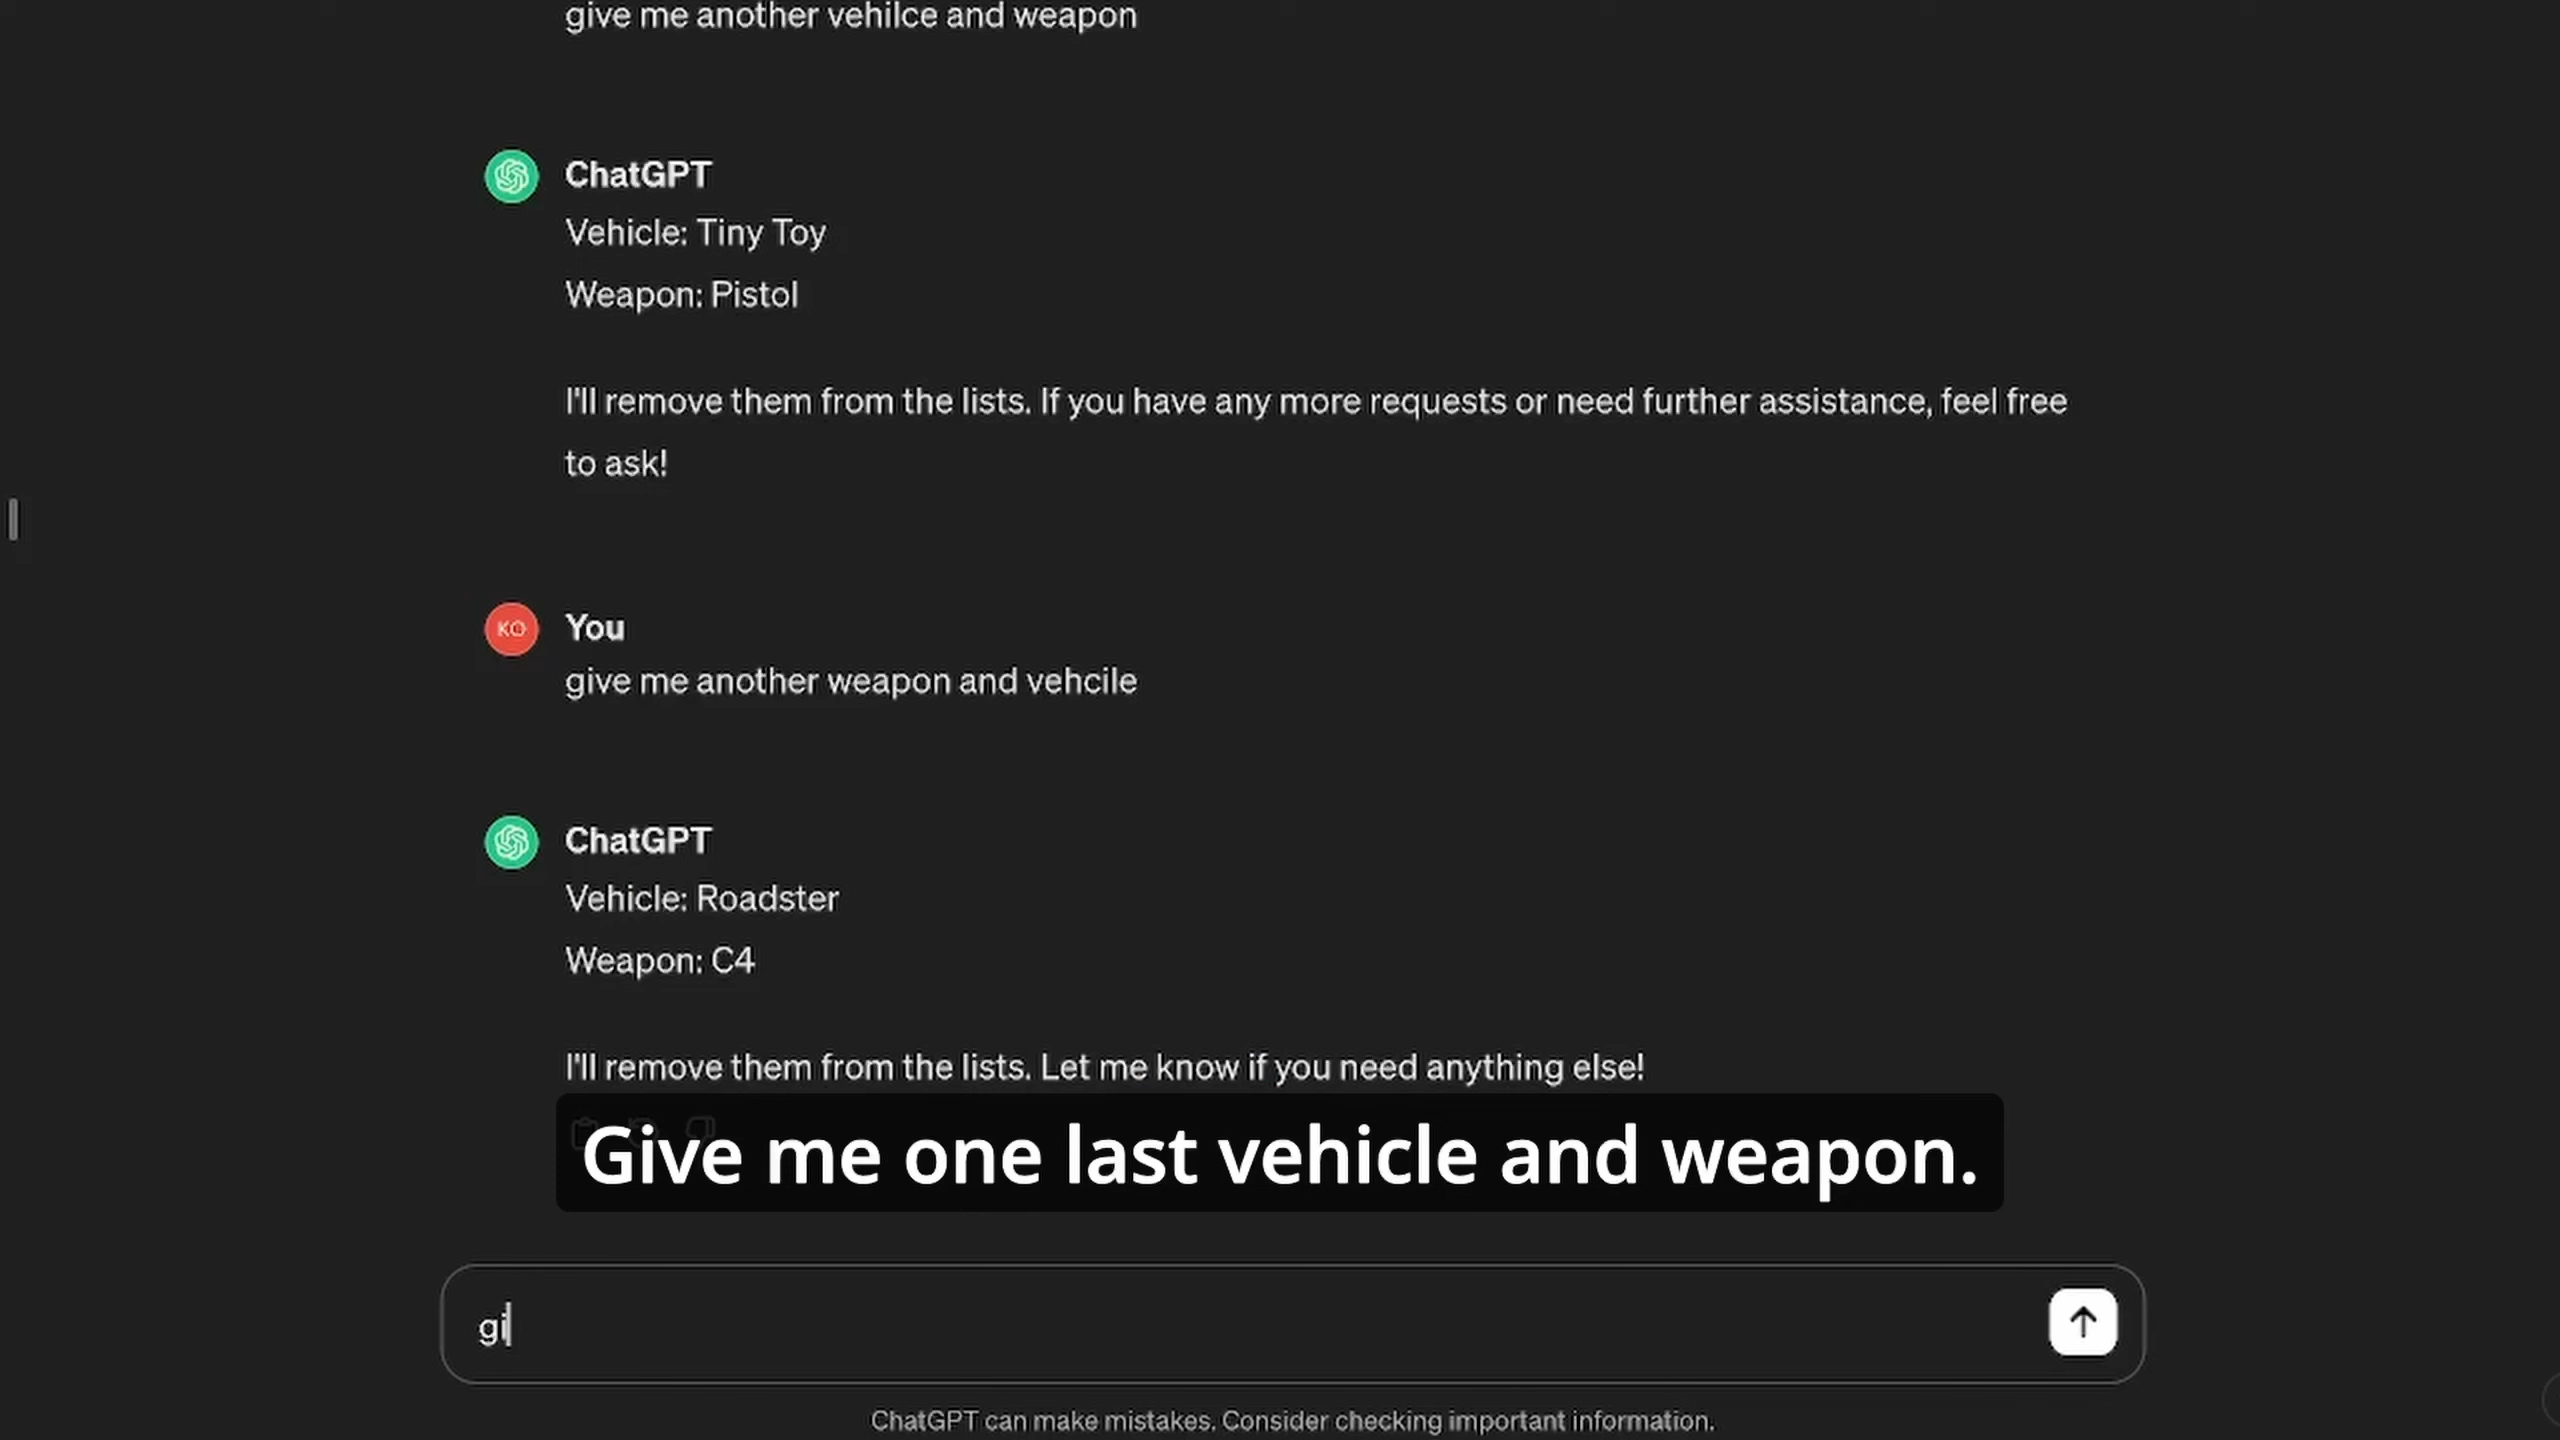 give me another vehilce and weapon
ChatGPT
Vehicle: Tiny Toy
Weapon: Pistol
I'll remove them from the lists. If you have any more requests or need further assistance, feel free
to ask!
KO
You
give me another weapon and vehcile
ChatGPT
Vehicle: Roadster
Weapon: C4
I'll remove them from the lists. Let me know if you need anything else!
Give me one last vehicle and weapon.
gi
ChatGPT can make mistakes. Consider checking important information.